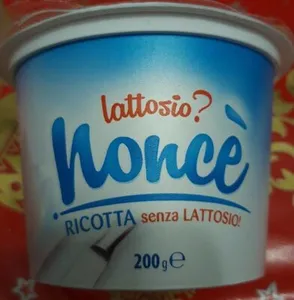 lattosio?
Noncè
RICOTTA senza LATTOSIO!
200g℮